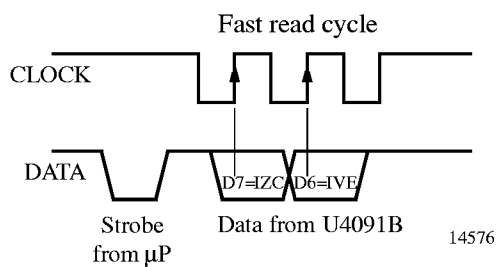 Fast read cycle
CLOCK
DATA
D7=IZC
D6=IVE
Strobe
from µP
Data from U4091B
14576